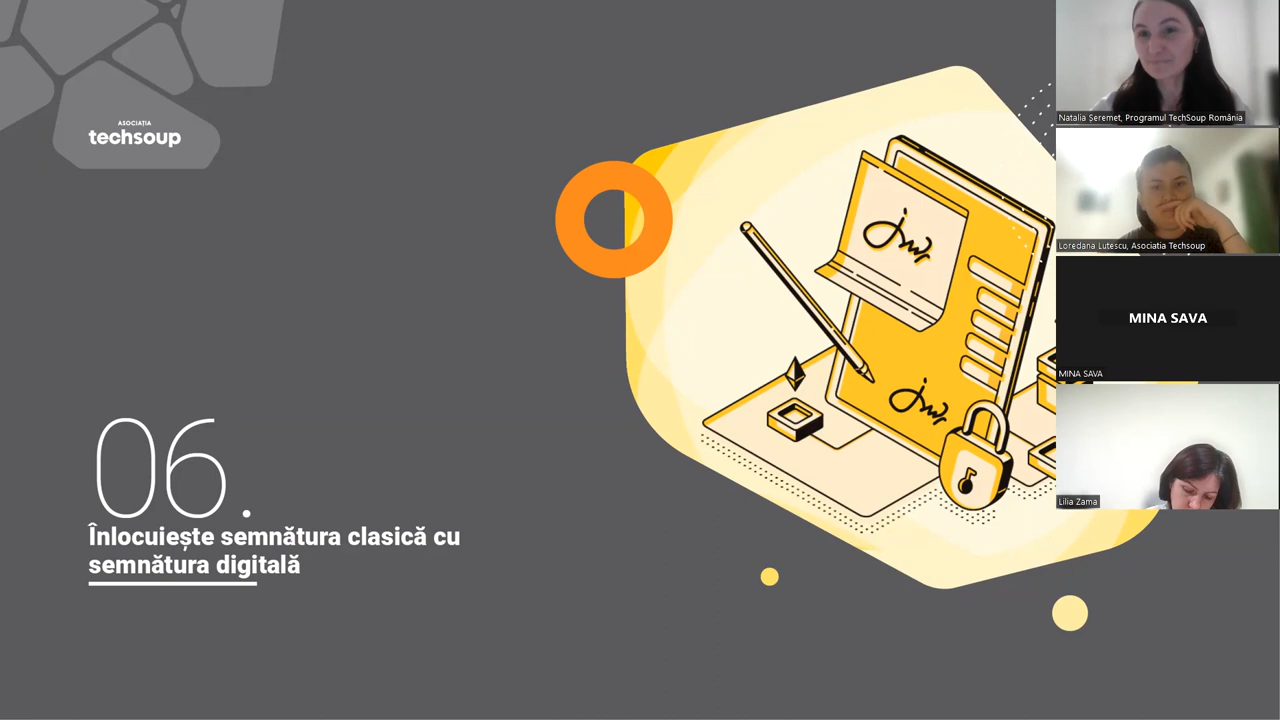 ASOCIAȚIA
techsoup
06.
Înlocuiește semnătura clasică cu
semnătura digitală
Natalia Șeremet, Programul TechSoup România
Loredana Lutescu, Asociatia Techsoup
MINA SAVA
MINA SAVA
Lilia Zama